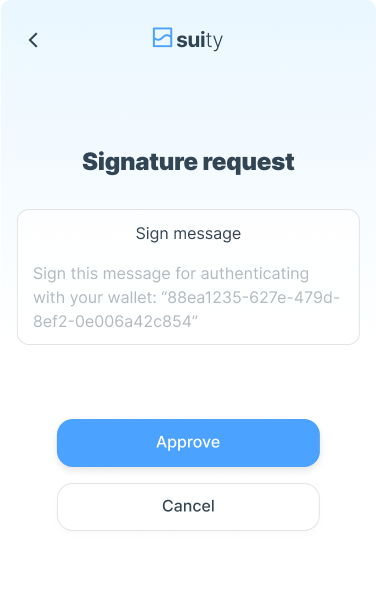 suity
Signature request
Sign message
Sign this message for authenticating
with your wallet: “88ea1235-627e-479d-
8ef2-0e006a42c854”
Approve
Cancel